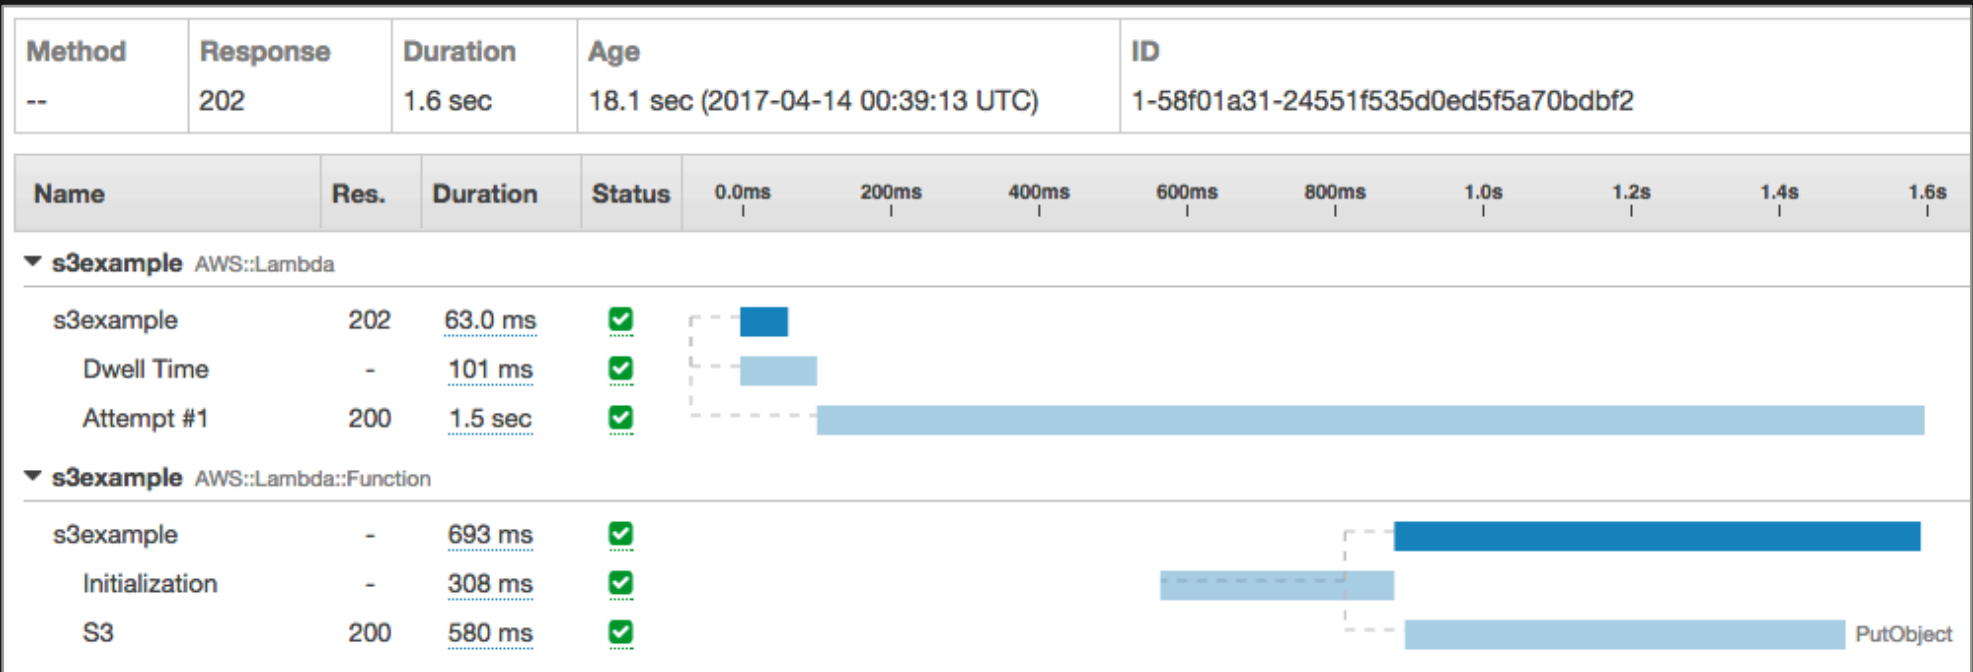 Method Response Duration Age ID
-- 202 1.6 sec 18.1 sec (2017-04-14 00:39:13 UTC) 1-58f01a31-24551f535d0ed5f5a70bdbf2
Name Res. Duration Status 0.0ms 200ms 400ms 600ms 800ms 1.0s 1.2s 1.4s 1.6s
s3example AWS::Lambda
s3example 202 63.0 ms
Dwell Time - 101 ms
Attempt #1 200 1.5 sec
s3example AWS::Lambda::Function
s3example - 693 ms
Initialization - 308 ms
S3 200 580 ms PutObject